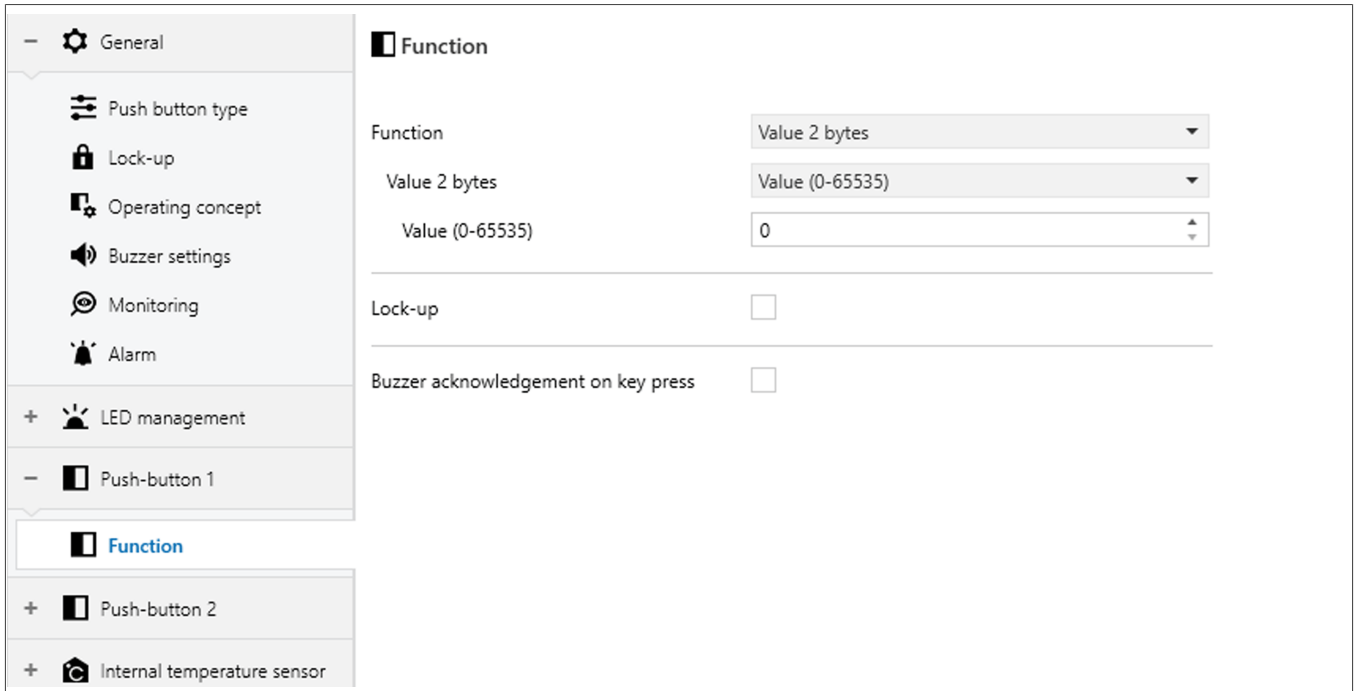 General
Push button type
Lock-up
Operating concept
Buzzer settings
Monitoring
Alarm
LED management
Push-button 1
Function
Push-button 2
Internal temperature sensor
Function
Function Value 2 bytes
Value 2 bytes Value (0-65535)
Value (0-65535) 0
Lock-up
Buzzer acknowledgement on key press